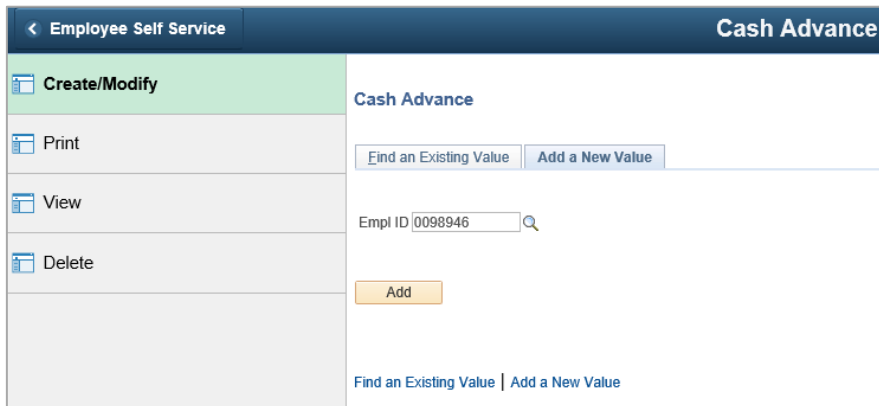 Employee Self Service
Cash Advance
Create/Modify
Print
View
Delete
Cash Advance
Find an Existing Value
Add a New Value
Empl ID 0098946
Add
Find an Existing Value | Add a New Value